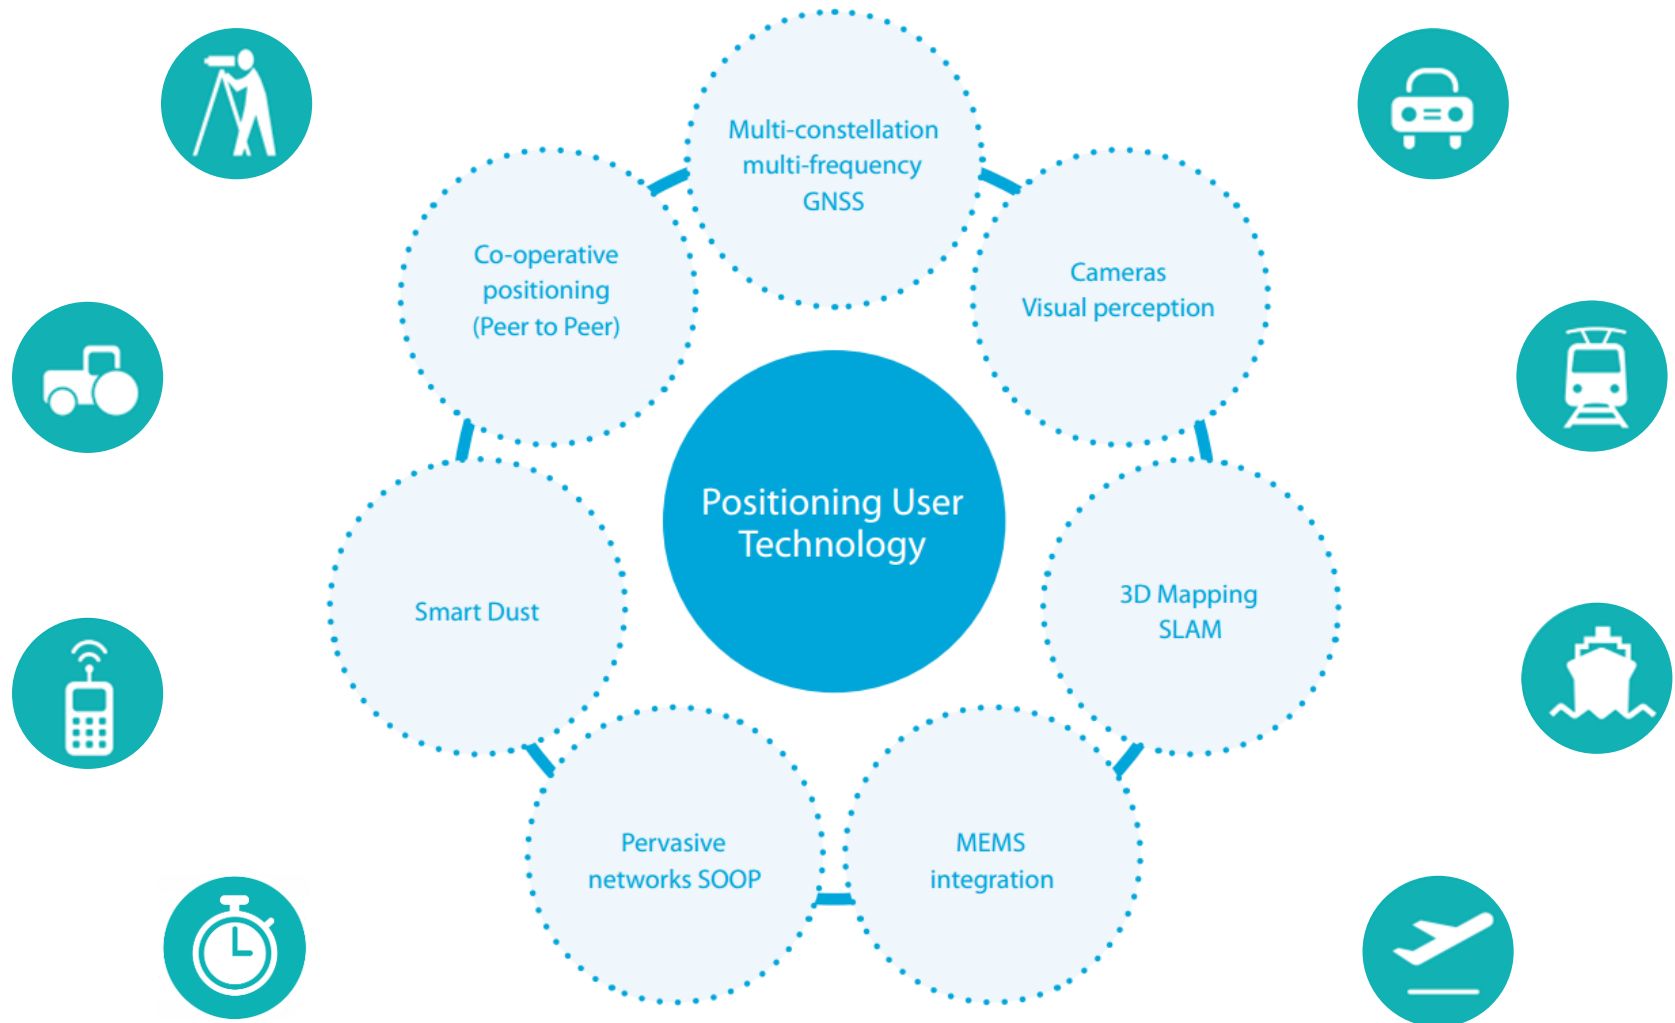 Multi-constellation
multi-frequency
GNSS
Co-operative
positioning
(Peer to Peer)
Cameras
Visual perception
Positioning User
Technology
Smart Dust
3D Mapping
SLAM
Pervasive
networks SOOP
MEMS
integration